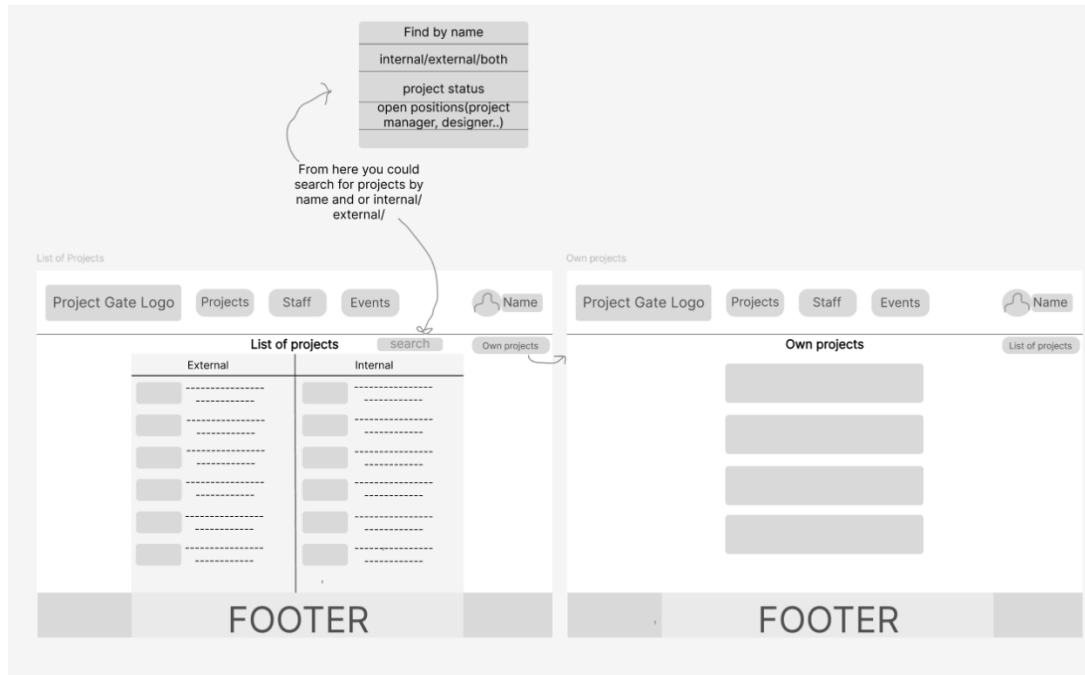 Find by name
internal/external/both
project status
open positions(project
manager, designer..)
From here you could
search for projects by
name and or internal/
external/
List of Projects
Project Gate Logo
Projects
Staff
Events
Name
List of projects
search
Own projects
External
Internal
FOOTER
Own projects
Project Gate Logo
Projects
Staff
Events
Name
Own projects
List of projects
FOOTER